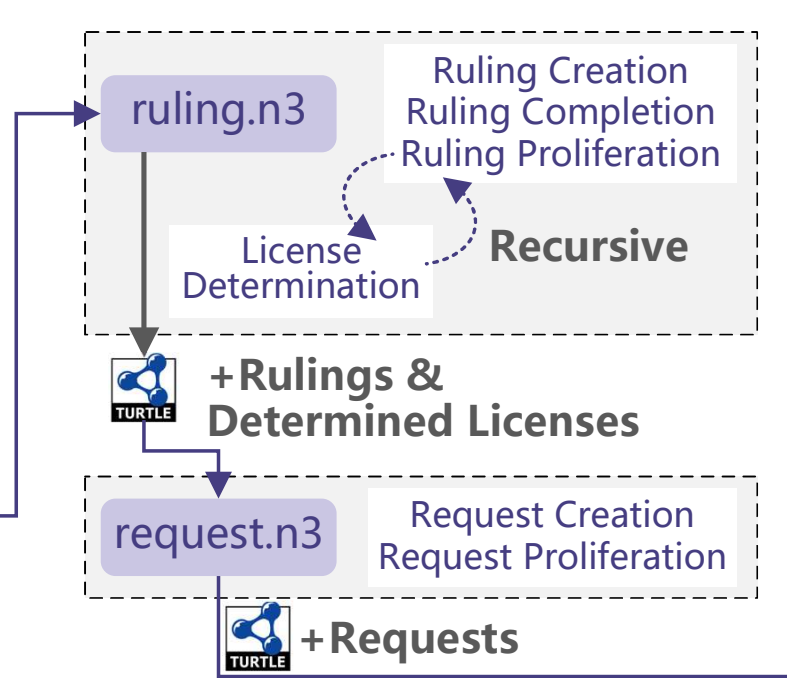 ruling.n3
Ruling Creation
Ruling Completion
Ruling Proliferation
License
Determination
Recursive
TURTLE
+Rulings &
Determined Licenses
request.n3
Request Creation
Request Proliferation
TURTLE
+Requests